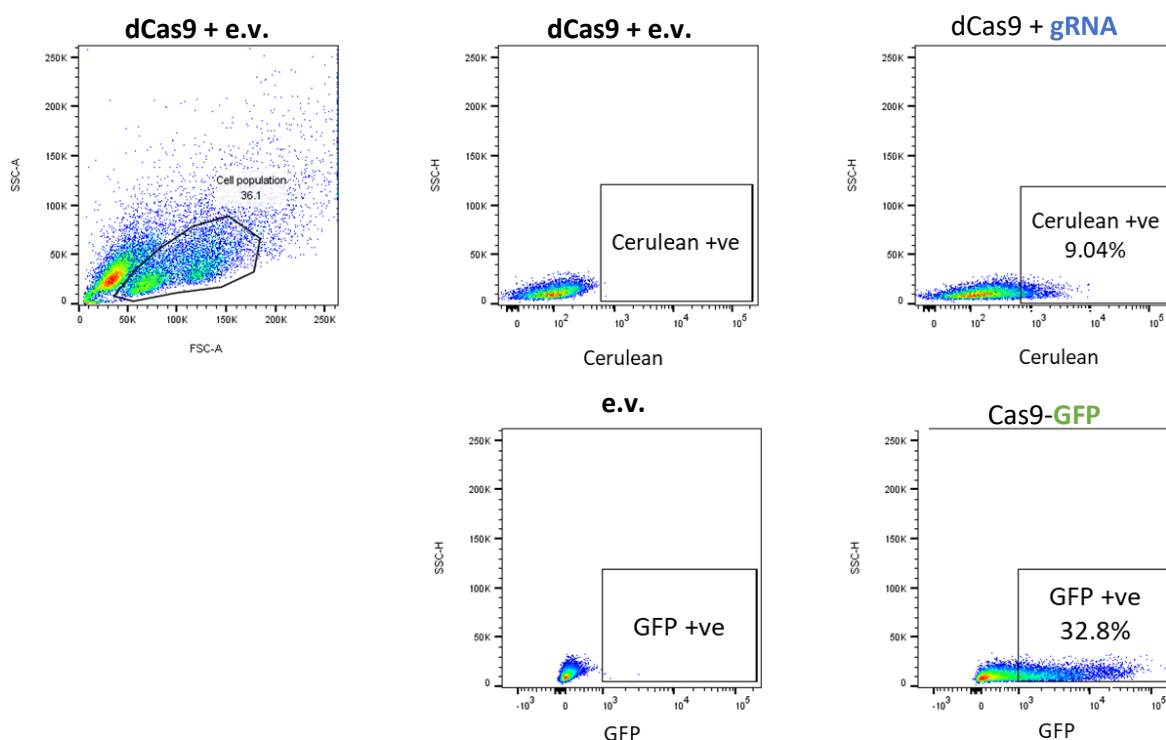 dCas9 + e.v.
250K
200K
150K
100K
50K
0
SSC-A
Cell population
36.1
0
50K
100K
150K
200K
250K
FSC-A
dCas9 + e.v.
250K
200K
150K
100K
50K
0
SSC-H
Cerulean +ve
0
10^2
10^3
10^4
10^5
Cerulean
dCas9 + gRNA
250K
200K
150K
100K
50K
0
SSC-H
Cerulean +ve
9.04%
0
10^2
10^3
10^4
10^5
Cerulean
e.v.
250K
200K
150K
100K
50K
0
SSC-H
GFP +ve
-10^3
0
10^3
10^4
10^5
GFP
Cas9-GFP
250K
200K
150K
100K
50K
0
SSC-H
GFP +ve
32.8%
-10^3
0
10^3
10^4
10^5
GFP